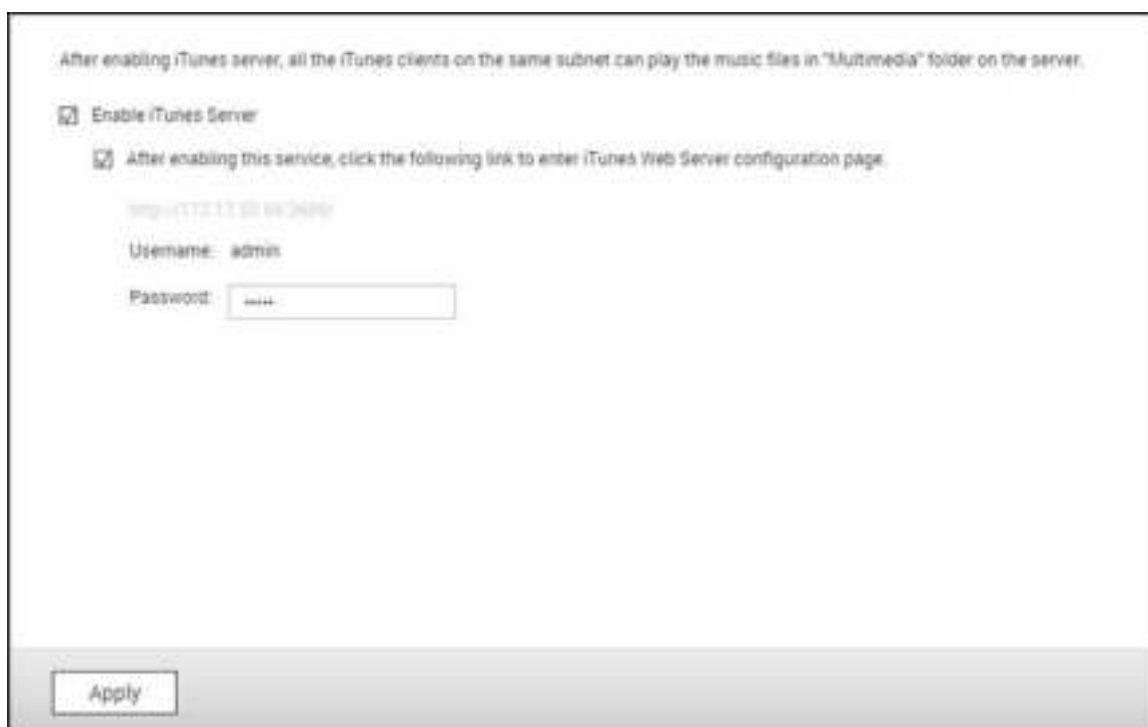 After enabling iTunes server, all the iTunes clients on the same subnet can play the music files in "Multimedia" folder on the server.
Enable iTunes Server
After enabling this service, click the following link to enter iTunes Web Server configuration page.
Username: admin
Password:
Apply